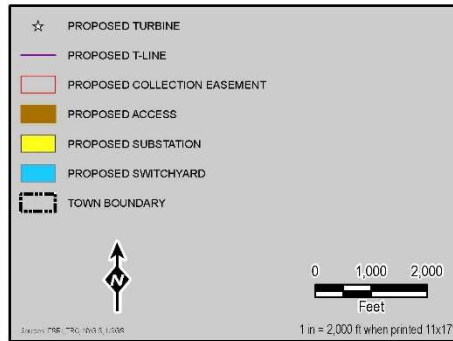 PROPOSED TURBINE
PROPOSED T-LINE
PROPOSED COLLECTION EASEMENT
PROPOSED ACCESS
PROPOSED SUBSTATION
PROPOSED SWITCHYARD
TOWN BOUNDARY
N
0 1,000 2,000
Feet
1 in = 2,000 ft when printed 11x17